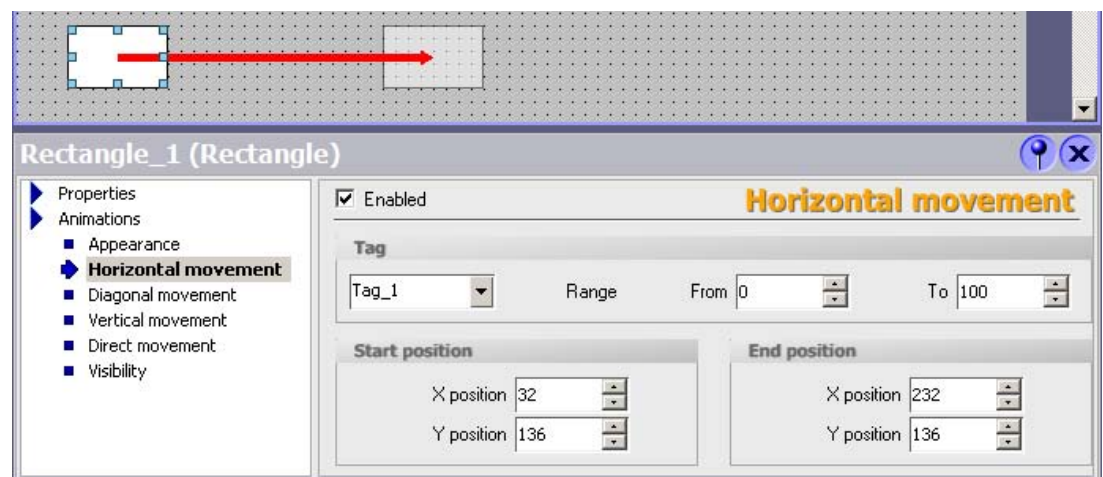 Rectangle_1 (Rectangle)
Properties
Animations
Appearance
Horizontal movement
Diagonal movement
Vertical movement
Direct movement
Visibility
Enabled
Horizontal movement
Tag
Tag_1 Range From 0 To 100
Start position
X position 32
Y position 136
End position
X position 232
Y position 136